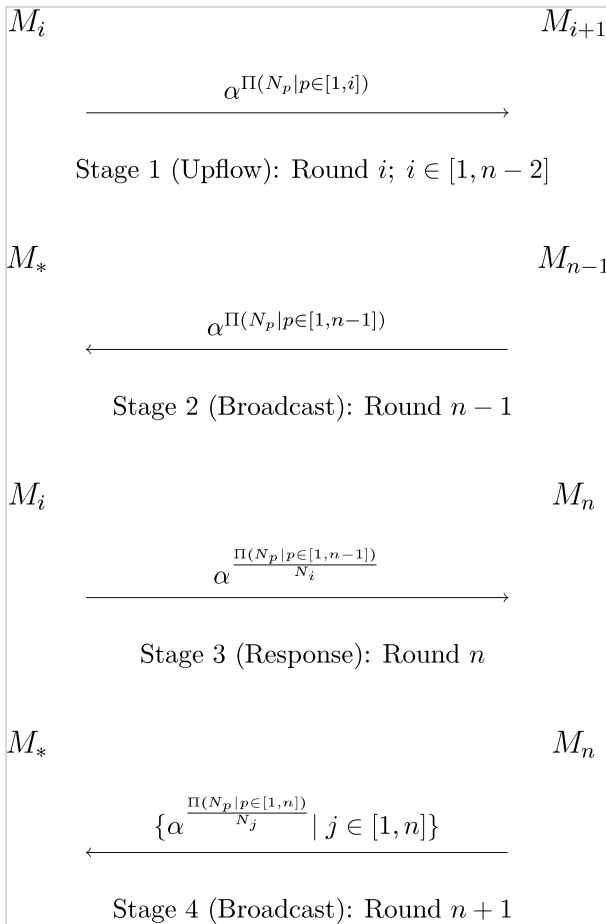 M_i M_{i+1}
α^{Π(N_p|p∈[1,i])}
Stage 1 (Upflow): Round i; i ∈ [1, n − 2]
M_* M_{n−1}
α^{Π(N_p|p∈[1,n−1])}
Stage 2 (Broadcast): Round n − 1
M_i M_n
α^{\frac{Π(N_p|p∈[1,n−1])}{N_i}}
Stage 3 (Response): Round n
M_* M_n
{α^{\frac{Π(N_p|p∈[1,n])}{N_j}} | j ∈ [1, n]}
Stage 4 (Broadcast): Round n + 1